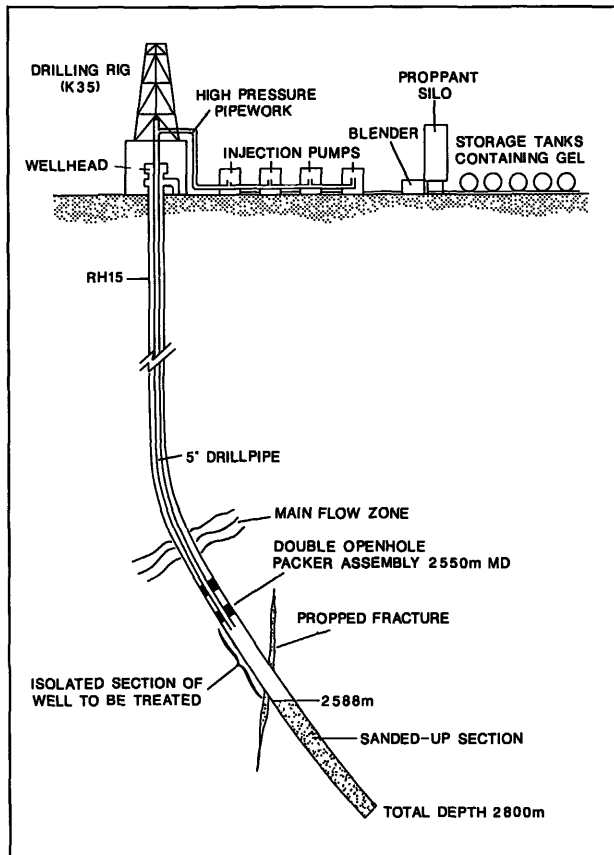 DRILLING RIG
(K35)
HIGH PRESSURE
PIPEWORK
PROPPANT
SILO
BLENDER
STORAGE TANKS
CONTAINING GEL
INJECTION PUMPS
WELLHEAD
RH15
5" DRILLPIPE
MAIN FLOW ZONE
DOUBLE OPENHOLE
PACKER ASSEMBLY 2550m MD
PROPPED FRACTURE
ISOLATED SECTION OF
WELL TO BE TREATED
2588m
SANDED-UP SECTION
TOTAL DEPTH 2800m